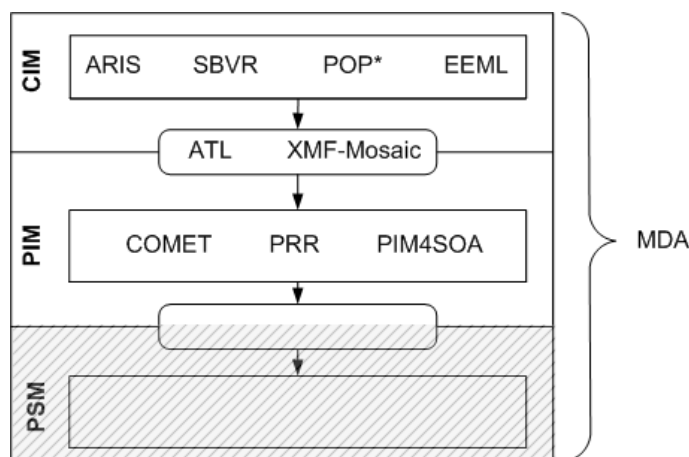 CIM
ARIS SBVR POP* EEML
ATL XMF-Mosaic
PIM
COMET PRR PIM4SOA
MDA
PSM